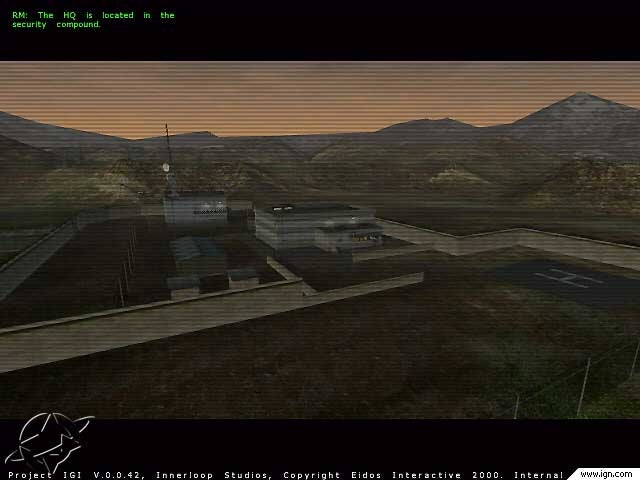 RM: The HQ is located in the
security compound.
H
Project IGI V.0.0.42, Innerloop Studios, Copyright Eidos Interactive 2000. Internal
www.ign.com